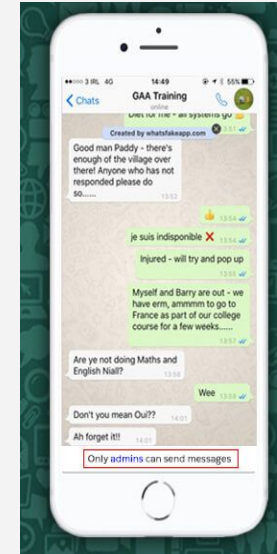 3 IRL 4G 14:49 55%
Chats GAA Training
online
Diet for me - all systems go 👍
3:51
Created by whatsfakeapp.com
Good man Paddy - there's
enough of the village over
there! Anyone who has not
responded please do
so......
13:52
👍 13:54
je suis indisponible ❌ 13:54
Injured - will try and pop up
13:55
Myself and Barry are out - we
have erm, ammmm to go to
France as part of our college
course for a few weeks......
13:57
Are ye not doing Maths and
English Niall?
13:58
Wee 13:59
Don't you mean Oui?? 14:01
Ah forget it!! 14:01
Only admins can send messages